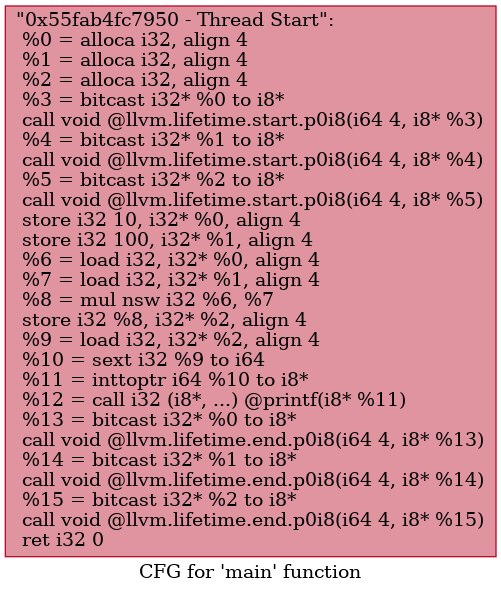 "0x55fab4fc7950 - Thread Start":
%0 = alloca i32, align 4
%1 = alloca i32, align 4
%2 = alloca i32, align 4
%3 = bitcast i32* %0 to i8*
call void @llvm.lifetime.start.p0i8(i64 4, i8* %3)
%4 = bitcast i32* %1 to i8*
call void @llvm.lifetime.start.p0i8(i64 4, i8* %4)
%5 = bitcast i32* %2 to i8*
call void @llvm.lifetime.start.p0i8(i64 4, i8* %5)
store i32 10, i32* %0, align 4
store i32 100, i32* %1, align 4
%6 = load i32, i32* %0, align 4
%7 = load i32, i32* %1, align 4
%8 = mul nsw i32 %6, %7
store i32 %8, i32* %2, align 4
%9 = load i32, i32* %2, align 4
%10 = sext i32 %9 to i64
%11 = inttoptr i64 %10 to i8*
%12 = call i32 (i8*, ...) @printf(i8* %11)
%13 = bitcast i32* %0 to i8*
call void @llvm.lifetime.end.p0i8(i64 4, i8* %13)
%14 = bitcast i32* %1 to i8*
call void @llvm.lifetime.end.p0i8(i64 4, i8* %14)
%15 = bitcast i32* %2 to i8*
call void @llvm.lifetime.end.p0i8(i64 4, i8* %15)
ret i32 0
CFG for 'main' function